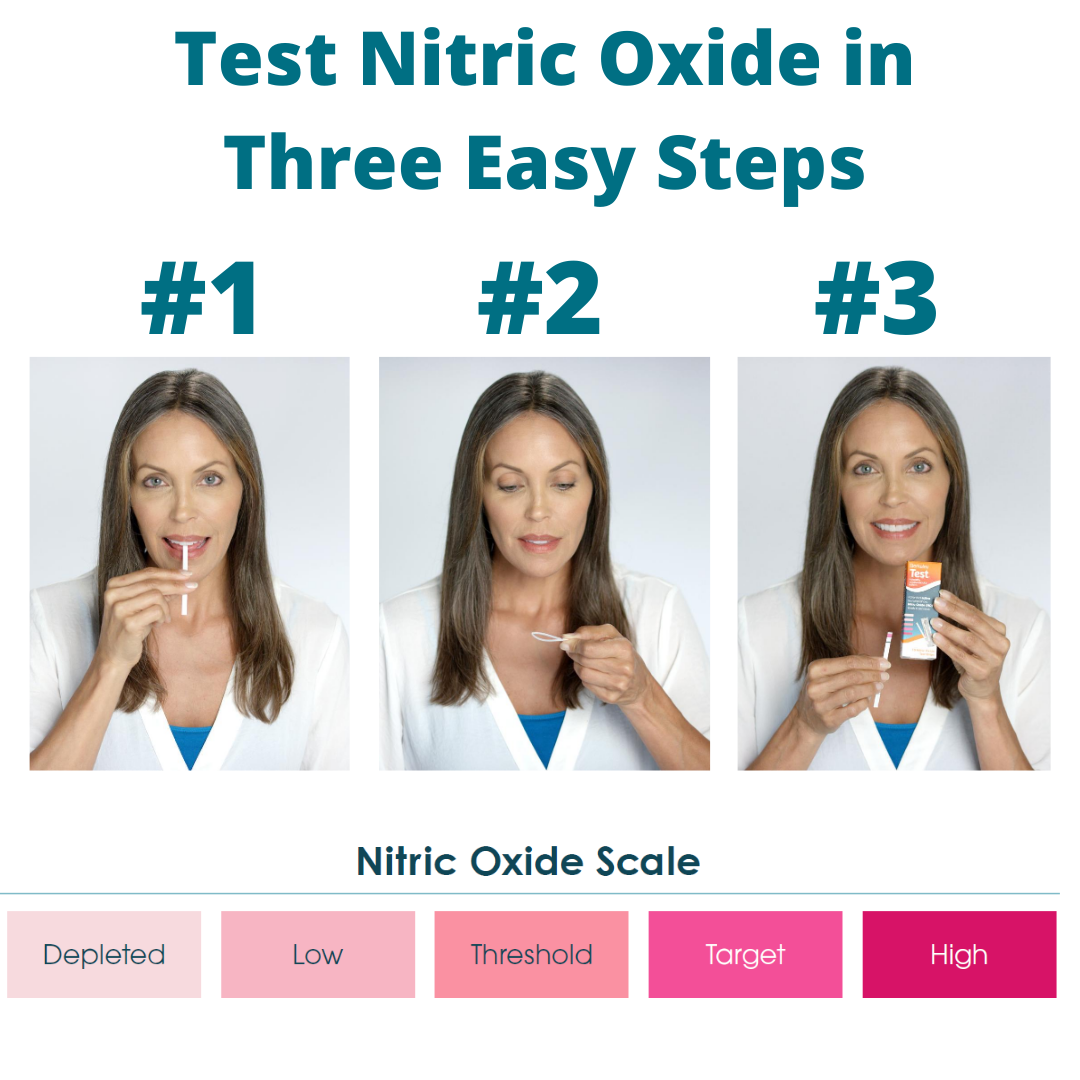 Test Nitric Oxide in
Three Easy Steps
#1
#2
#3
Test
Nitric Oxide Scale
Depleted
Low
Threshold
Target
High